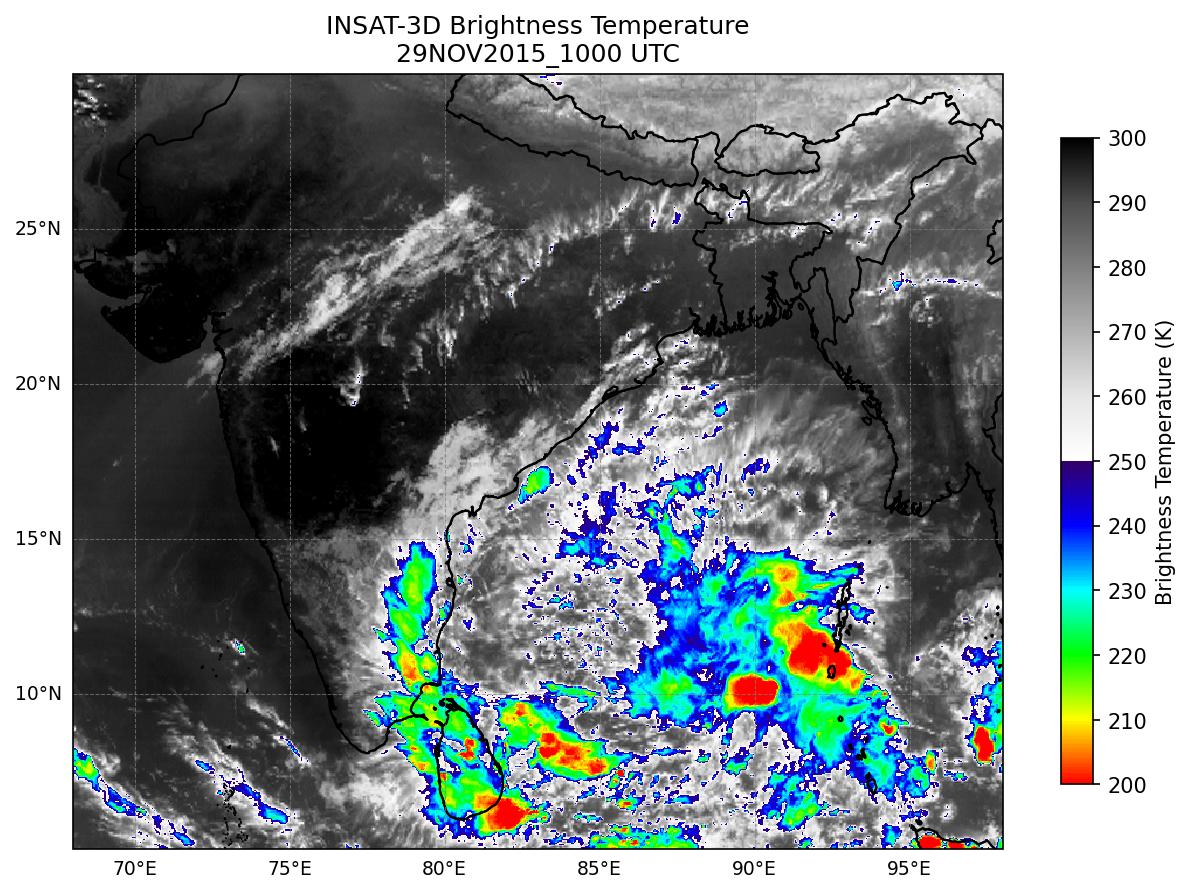 INSAT-3D Brightness Temperature
29NOV2015_1000 UTC
25°N
20°N
15°N
10°N
70°E
75°E
80°E
85°E
90°E
95°E
300
290
280
270
260
250
240
230
220
210
200
Brightness Temperature (K)